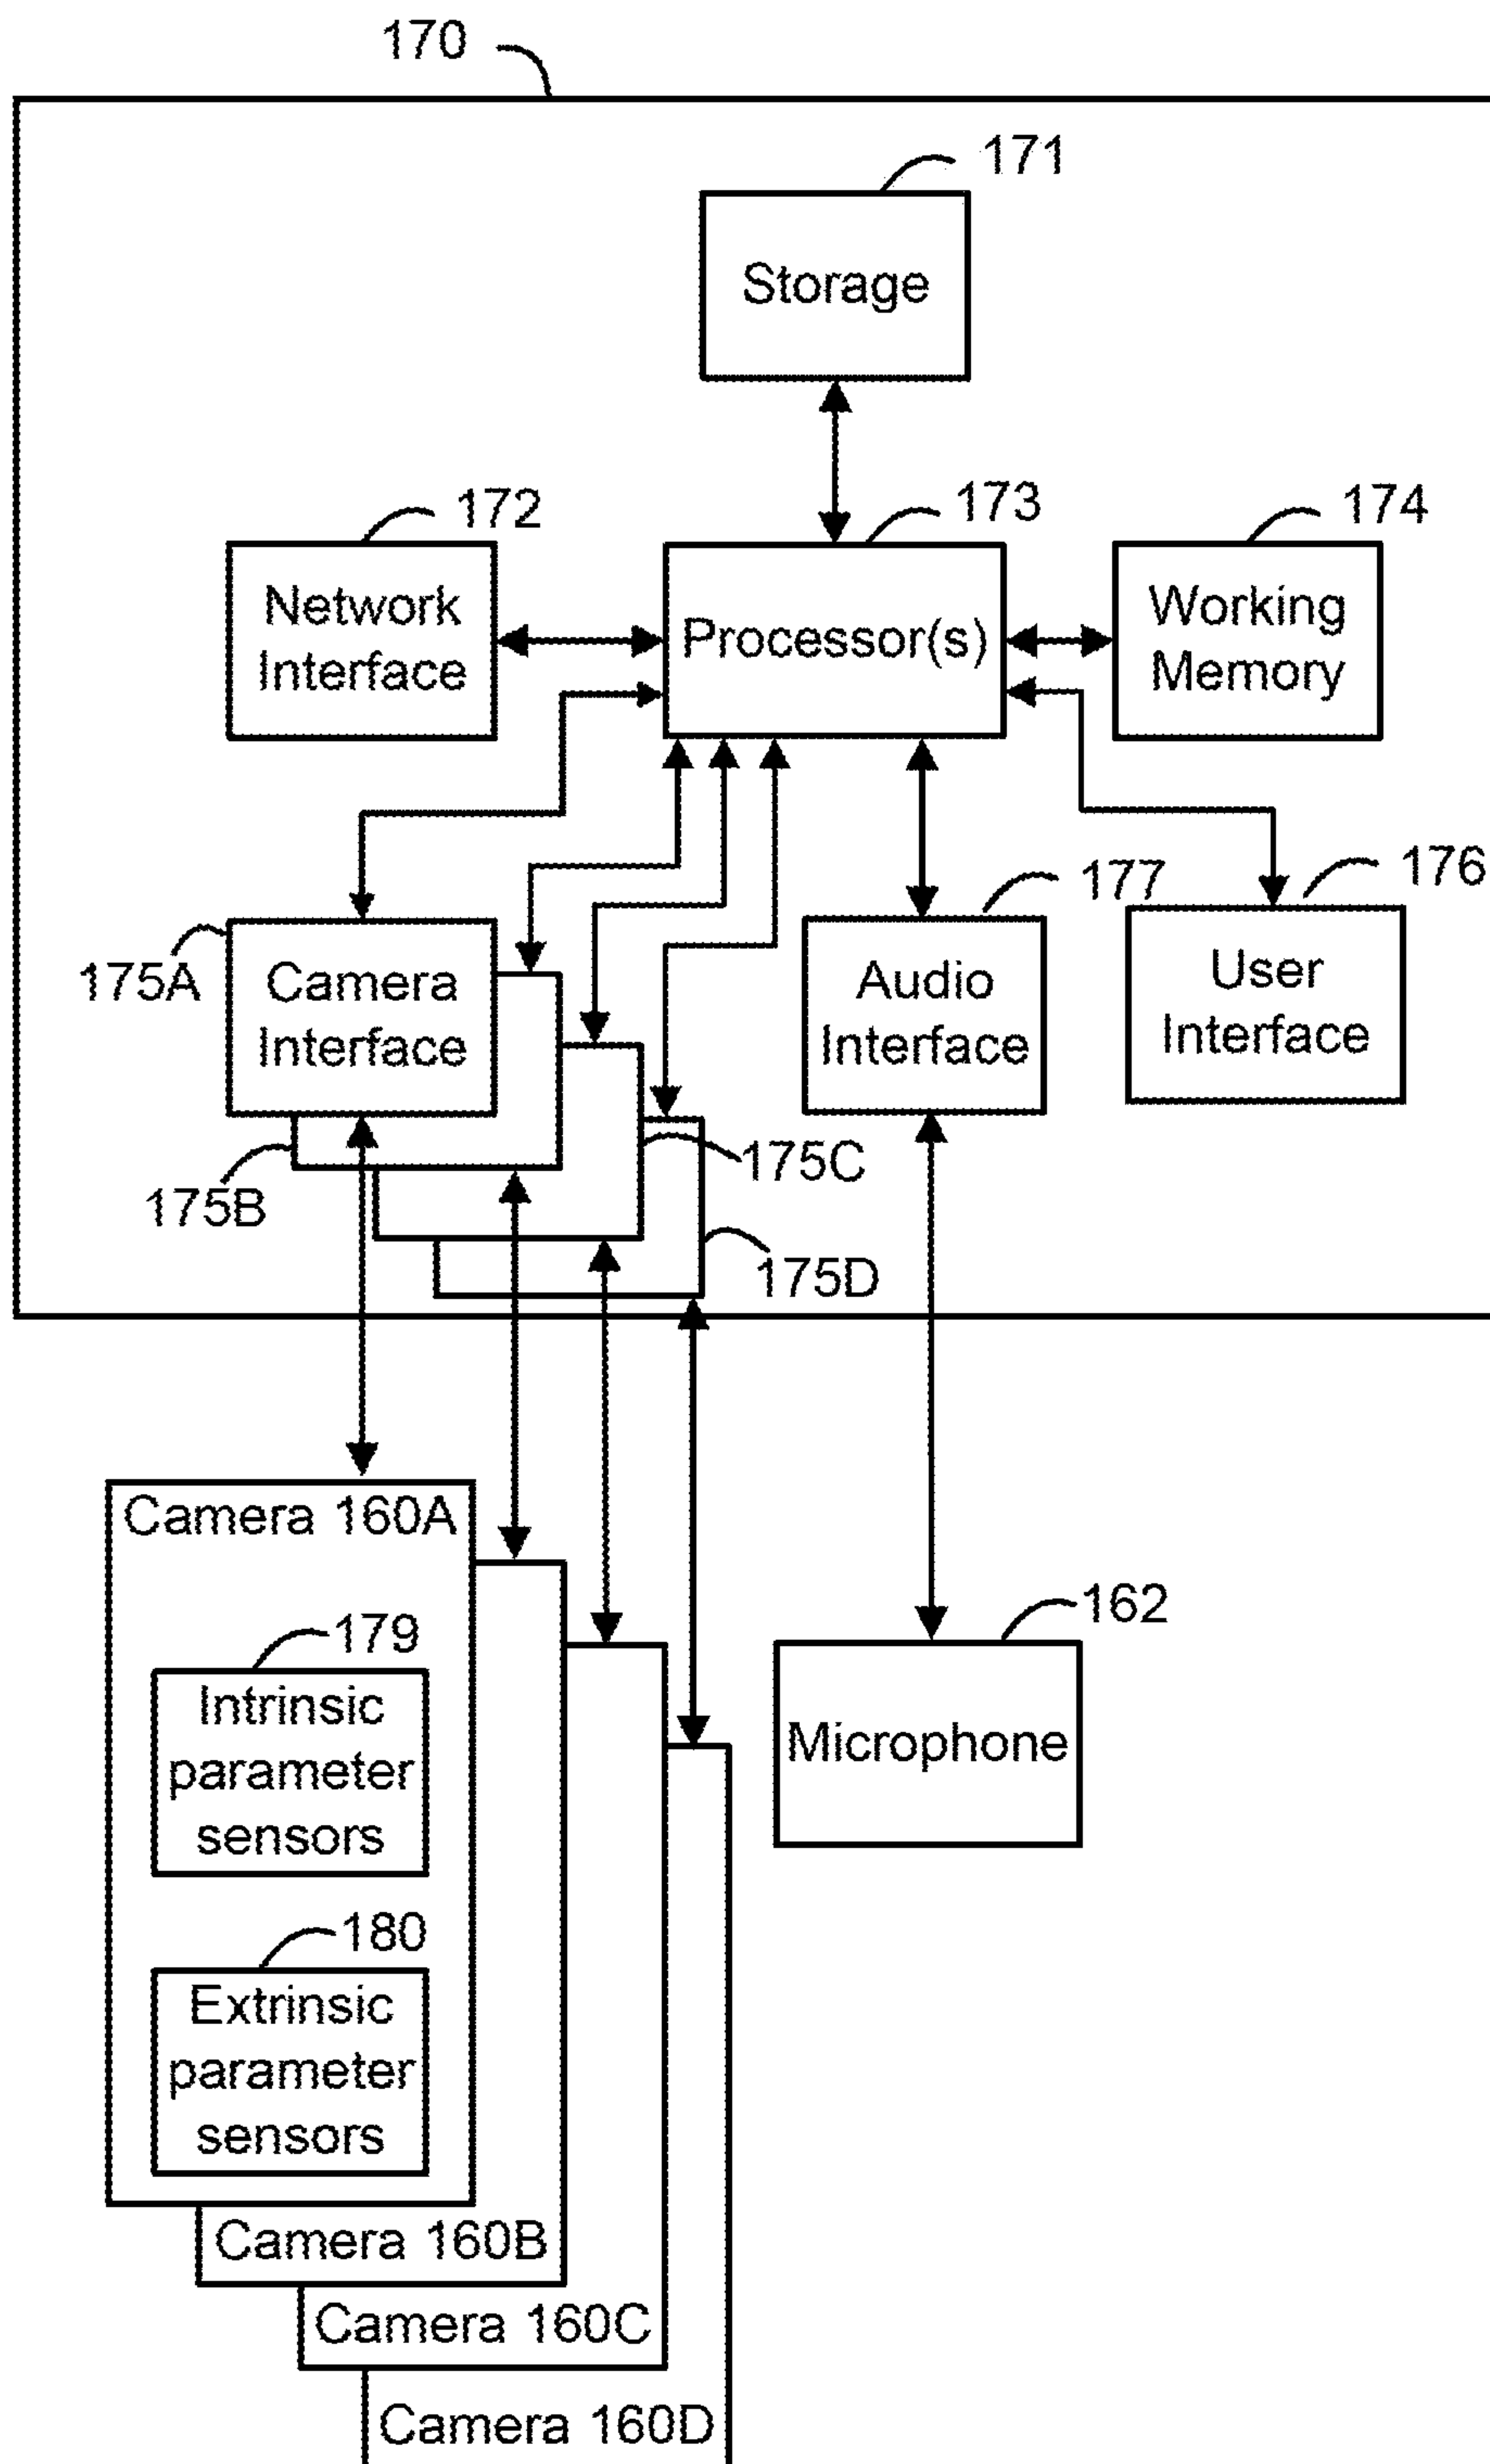 170
171
Storage
172
173
174
Network
Interface
Processor(s)
Working
Memory
177
176
175A
Camera
Interface
Audio
Interface
User
Interface
175B
175C
175D
Camera 160A
179
Intrinsic
parameter
sensors
162
Microphone
180
Extrinsic
parameter
sensors
Camera 160B
Camera 160C
Camera 160D